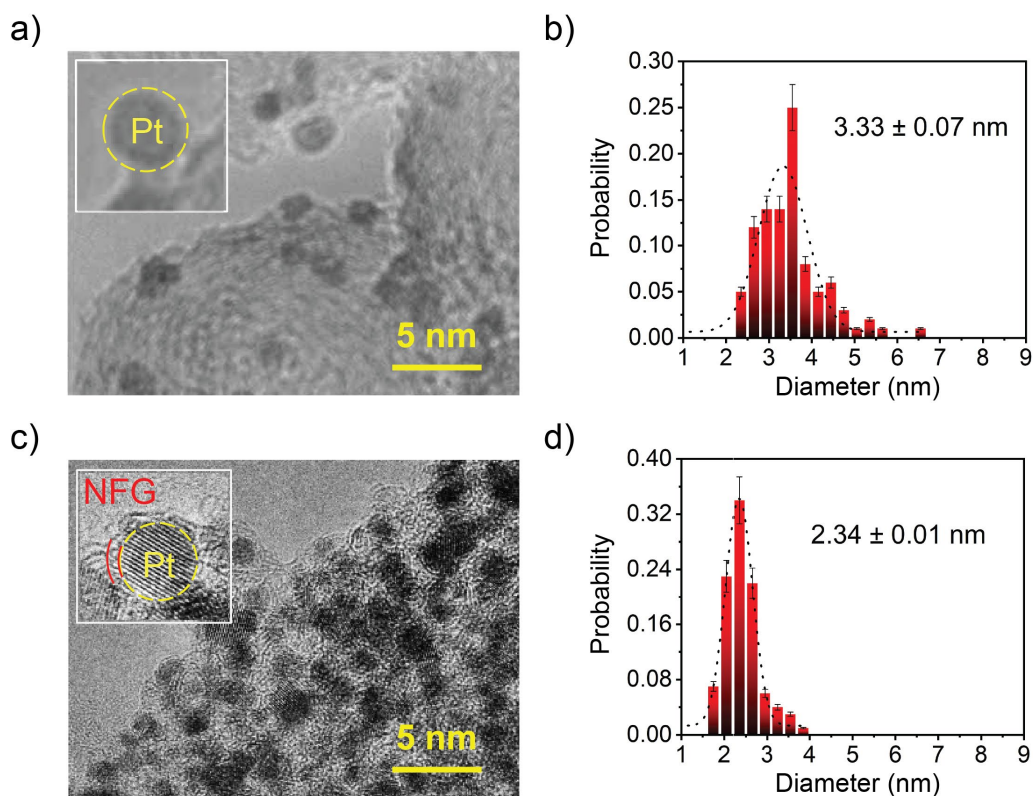 a)
Pt
5 nm
b)
3.33 ± 0.07 nm
Probability
0.30
0.25
0.20
0.15
0.10
0.05
0.00
1 2 3 4 5 6 7 8 9
Diameter (nm)
c)
NFG
Pt
5 nm
d)
2.34 ± 0.01 nm
Probability
0.40
0.32
0.24
0.16
0.08
0.00
1 2 3 4 5 6 7 8 9
Diameter (nm)